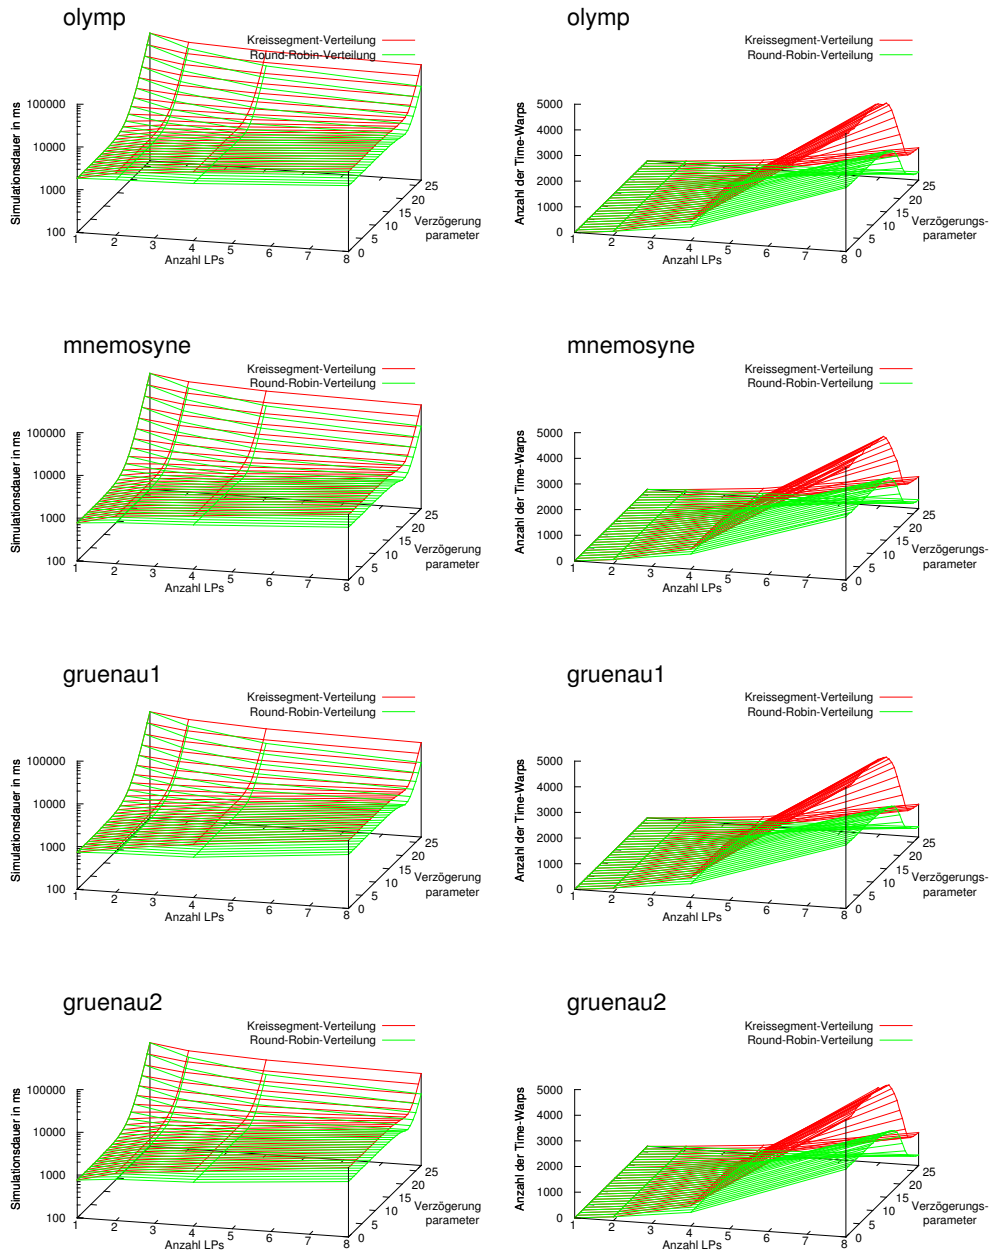 olymp
Kreissegment-Verteilung
Round-Robin-Verteilung
Simulationsdauer in ms
100000
10000
1000
100
1 2 3 4 5 6 7 8
Anzahl LPs
0 5 10 15 20 25
Verzögerung
parameter
olymp
Kreissegment-Verteilung
Round-Robin-Verteilung
Anzahl der Time-Warps
5000
4000
3000
2000
1000
0
1 2 3 4 5 6 7 8
Anzahl LPs
0 5 10 15 20 25
Verzögerungs-
parameter
mnemosyne
Kreissegment-Verteilung
Round-Robin-Verteilung
Simulationsdauer in ms
100000
10000
1000
100
1 2 3 4 5 6 7 8
Anzahl LPs
0 5 10 15 20 25
Verzögerung
parameter
mnemosyne
Kreissegment-Verteilung
Round-Robin-Verteilung
Anzahl der Time-Warps
5000
4000
3000
2000
1000
0
1 2 3 4 5 6 7 8
Anzahl LPs
0 5 10 15 20 25
Verzögerungs-
parameter
gruenau1
Kreissegment-Verteilung
Round-Robin-Verteilung
Simulationsdauer in ms
100000
10000
1000
100
1 2 3 4 5 6 7 8
Anzahl LPs
0 5 10 15 20 25
Verzögerung
parameter
gruenau1
Kreissegment-Verteilung
Round-Robin-Verteilung
Anzahl der Time-Warps
5000
4000
3000
2000
1000
0
1 2 3 4 5 6 7 8
Anzahl LPs
0 5 10 15 20 25
Verzögerungs-
parameter
gruenau2
Kreissegment-Verteilung
Round-Robin-Verteilung
Simulationsdauer in ms
100000
10000
1000
100
1 2 3 4 5 6 7 8
Anzahl LPs
0 5 10 15 20 25
Verzögerung
parameter
gruenau2
Kreissegment-Verteilung
Round-Robin-Verteilung
Anzahl der Time-Warps
5000
4000
3000
2000
1000
0
1 2 3 4 5 6 7 8
Anzahl LPs
0 5 10 15 20 25
Verzögerungs-
parameter